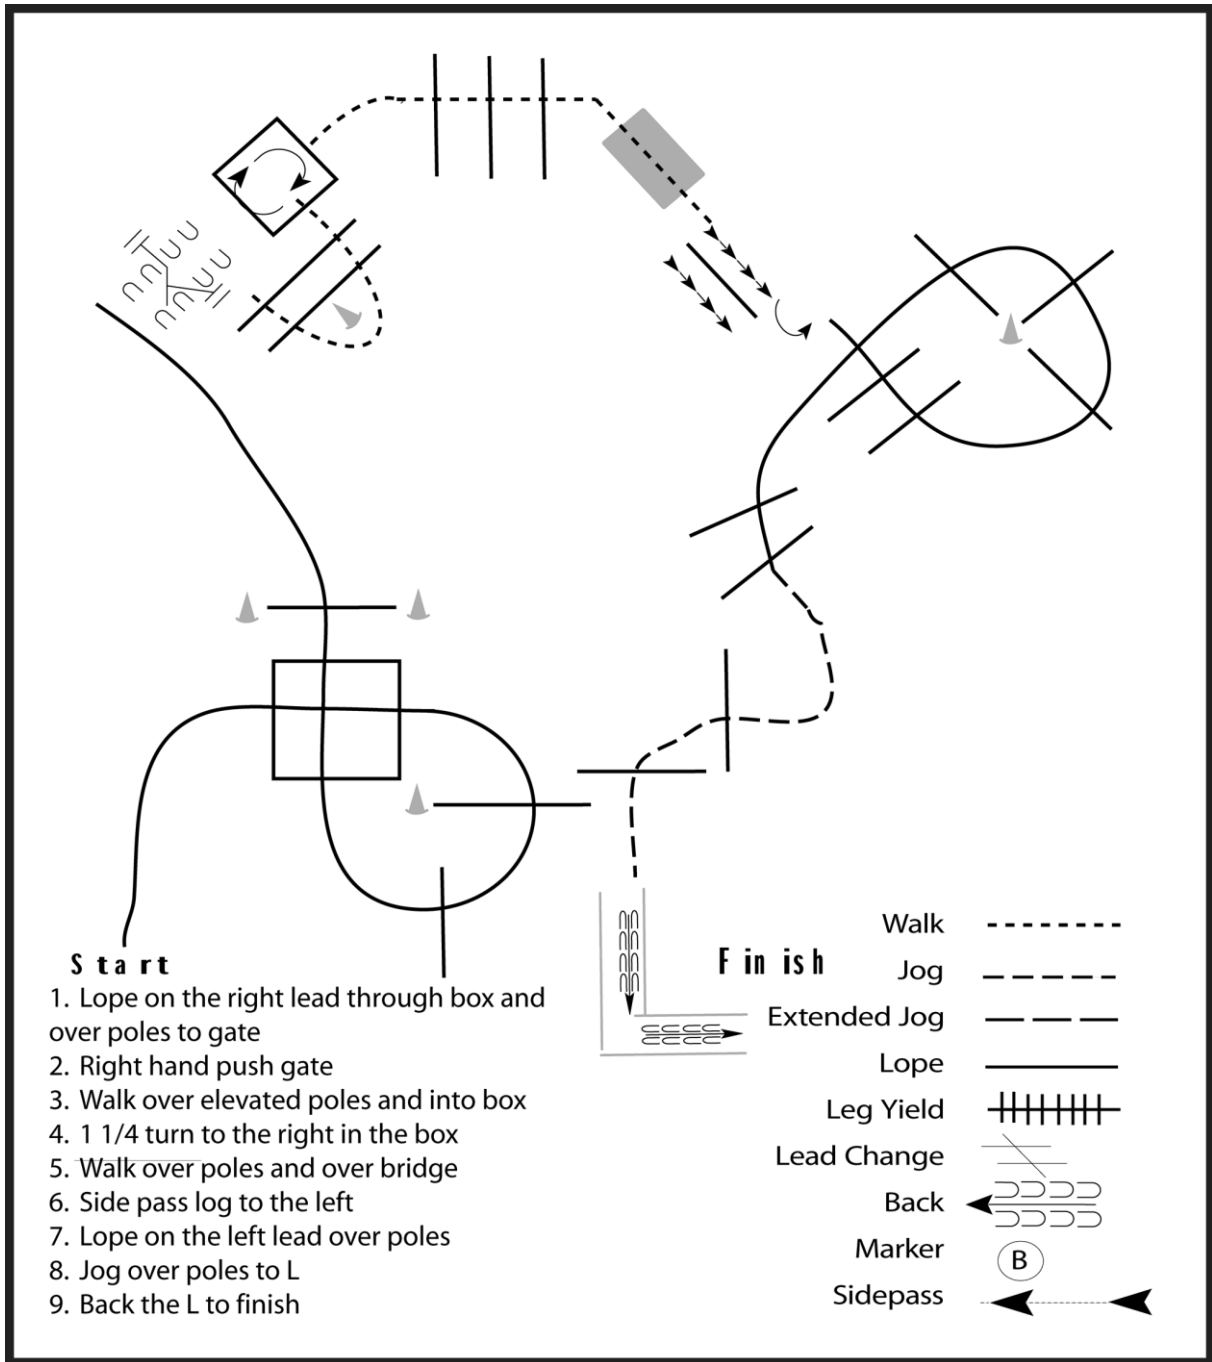 Start
Finish
1. Lope on the right lead through box and
over poles to gate
2. Right hand push gate
3. Walk over elevated poles and into box
4. 1 1/4 turn to the right in the box
5. Walk over poles and over bridge
6. Side pass log to the left
7. Lope on the left lead over poles
8. Jog over poles to L
9. Back the L to finish
Walk
Jog
Extended Jog
Lope
Leg Yield
Lead Change
Back
Marker
B
Sidepass